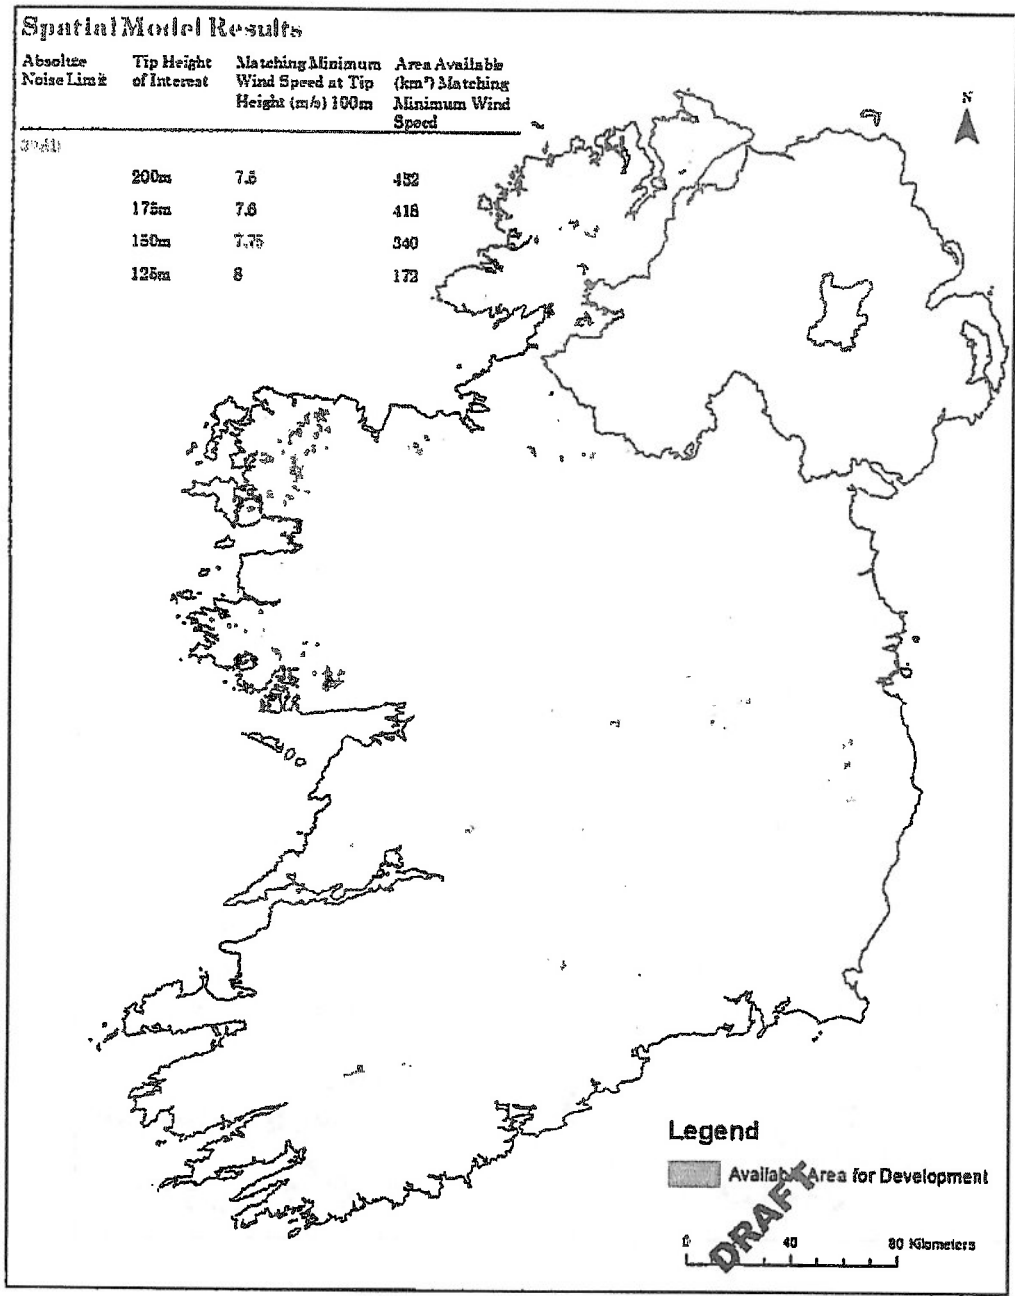 Spatial Model Results
Absolute Noise Limit
Tip Height of Interest
Matching Minimum Wind Speed at Tip Height (m/s) 100m
Area Available (km²) Matching Minimum Wind Speed
200m 7.5 452
175m 7.6 418
150m 7.75 340
125m 8 172
N
Legend
Available Area for Development
DRAFT
0 40 80 Kilometers